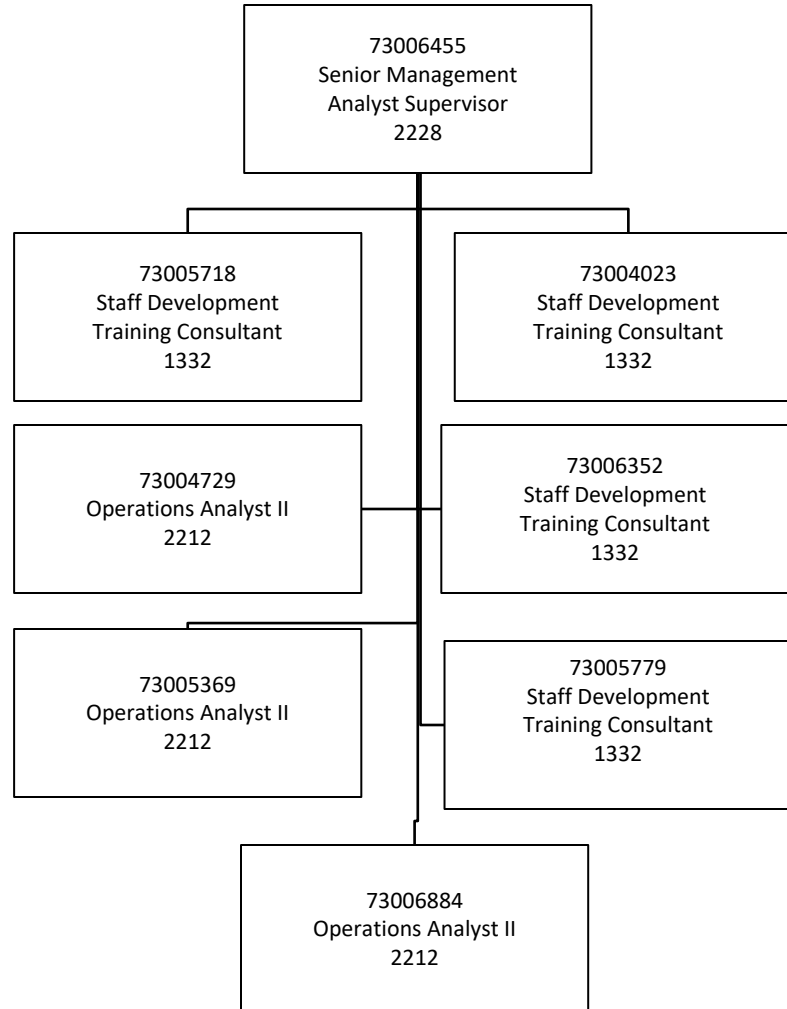 73006455
Senior Management
Analyst Supervisor
2228
73005718
Staff Development
Training Consultant
1332
73004023
Staff Development
Training Consultant
1332
73004729
Operations Analyst II
2212
73006352
Staff Development
Training Consultant
1332
73005369
Operations Analyst II
2212
73005779
Staff Development
Training Consultant
1332
73006884
Operations Analyst II
2212